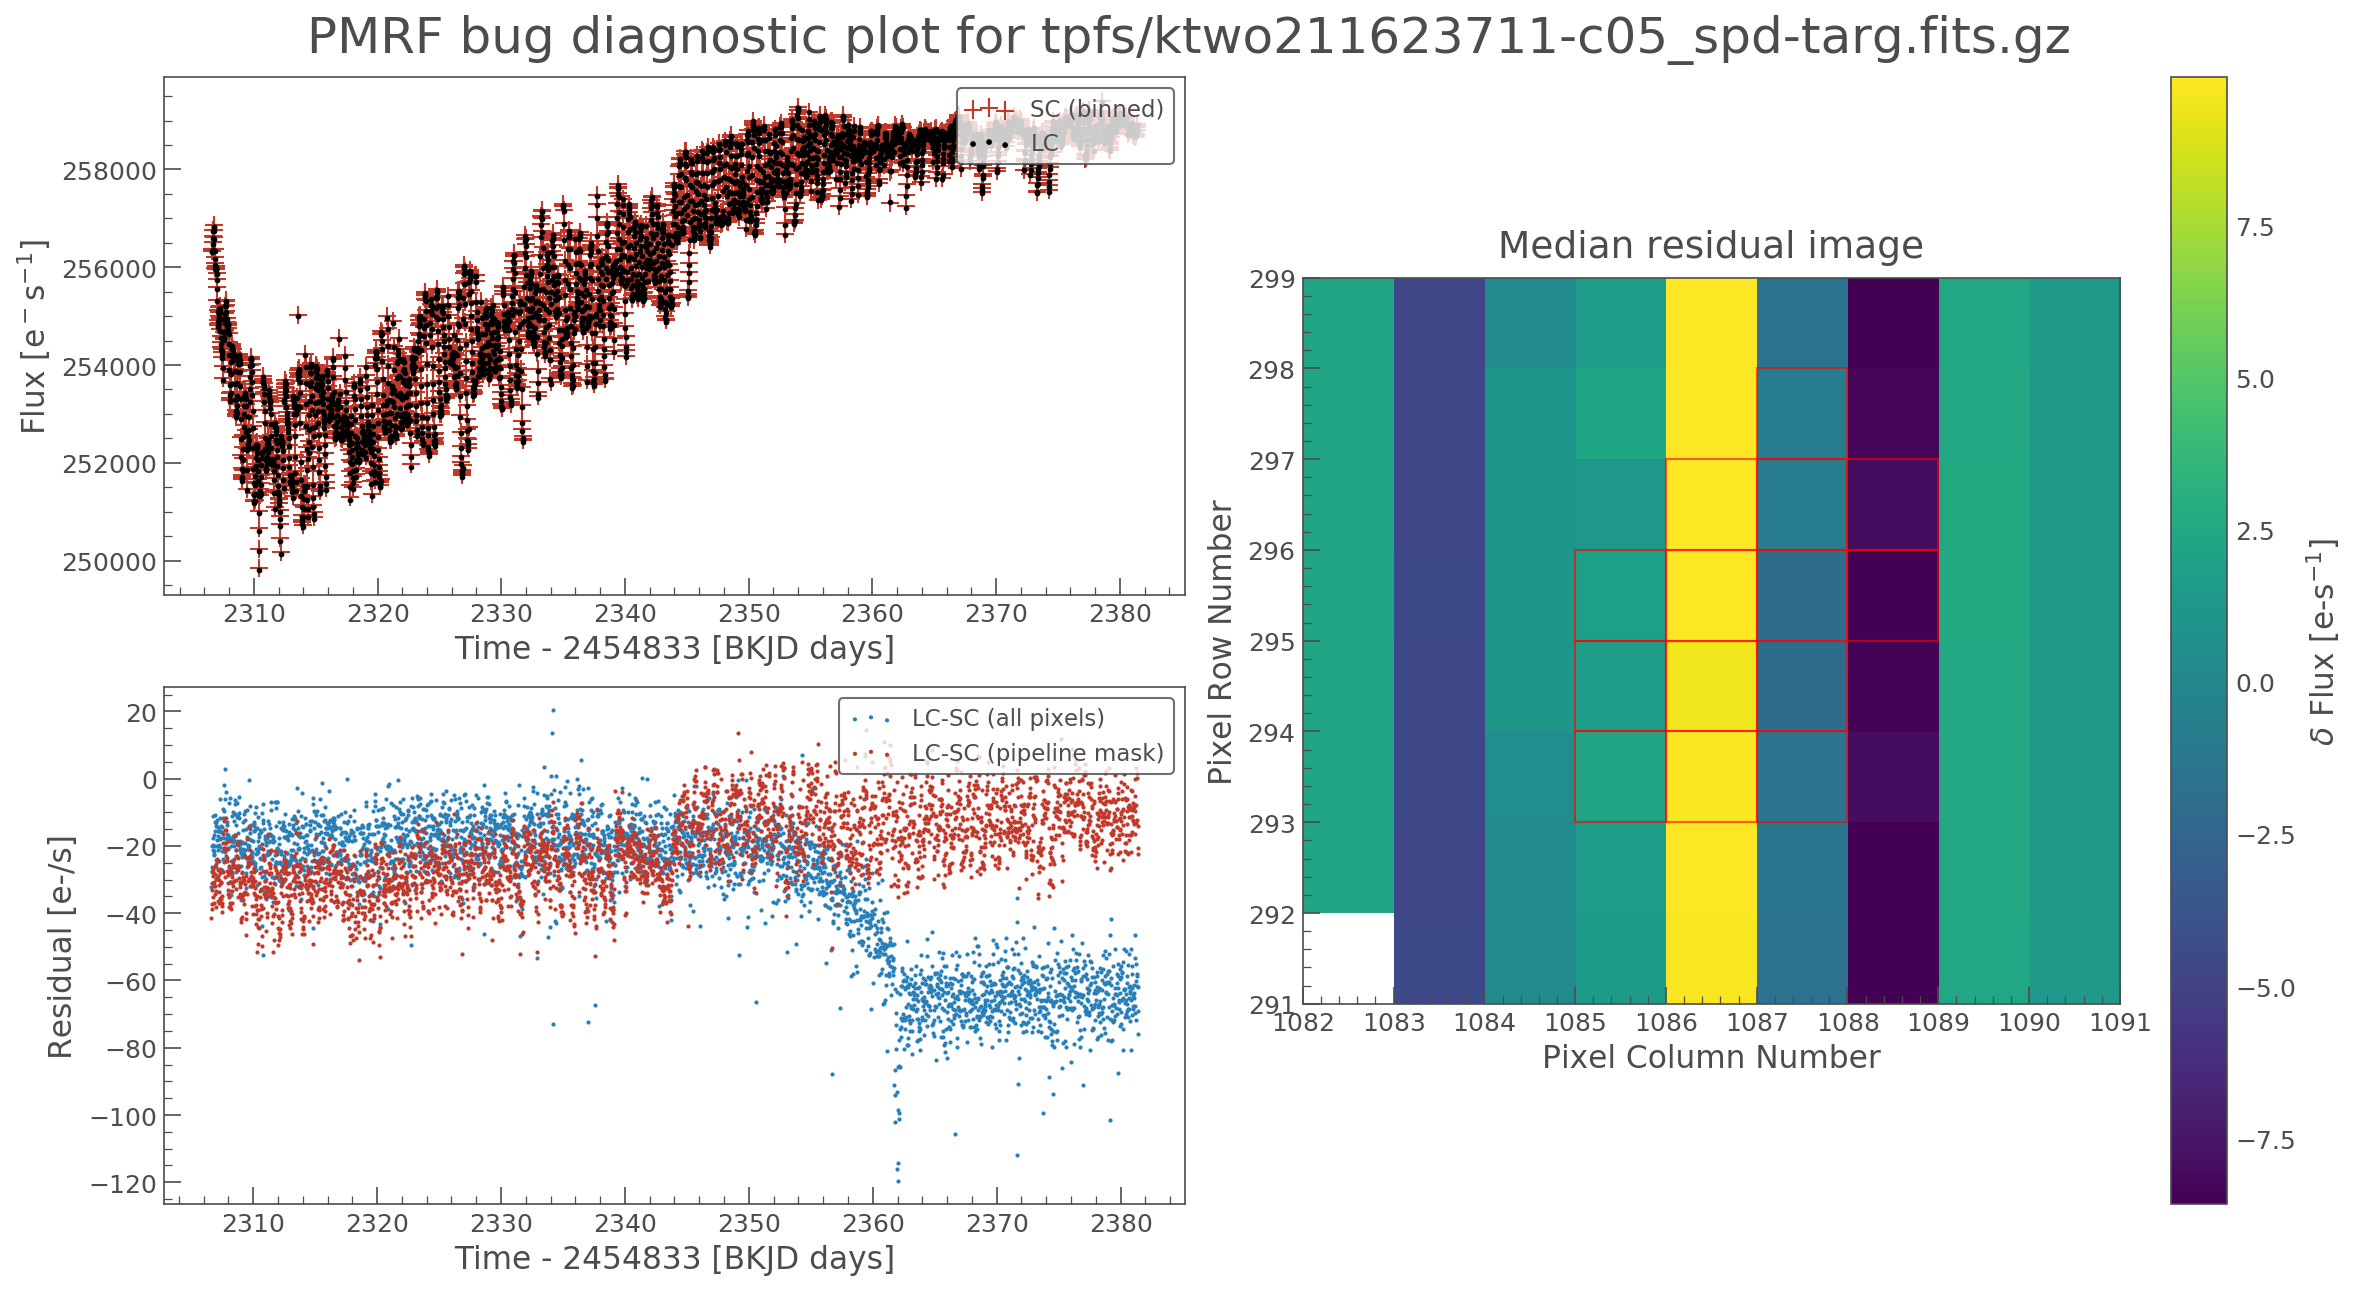 PMRF bug diagnostic plot for tpfs/ktwo211623711-c05_spd-targ.fits.gz
SC (binned)
LC
258000
256000
254000
252000
250000
Flux [e⁻ s⁻¹]
2310 2320 2330 2340 2350 2360 2370 2380
Time - 2454833 [BKJD days]
LC-SC (all pixels)
LC-SC (pipeline mask)
20
0
−20
−40
−60
−80
−100
−120
Residual [e-/s]
2310 2320 2330 2340 2350 2360 2370 2380
Time - 2454833 [BKJD days]
Median residual image
299
298
297
296
295
294
293
292
291
Pixel Row Number
1082 1083 1084 1085 1086 1087 1088 1089 1090 1091
Pixel Column Number
7.5
5.0
2.5
0.0
−2.5
−5.0
−7.5
δ Flux [e-s⁻¹]